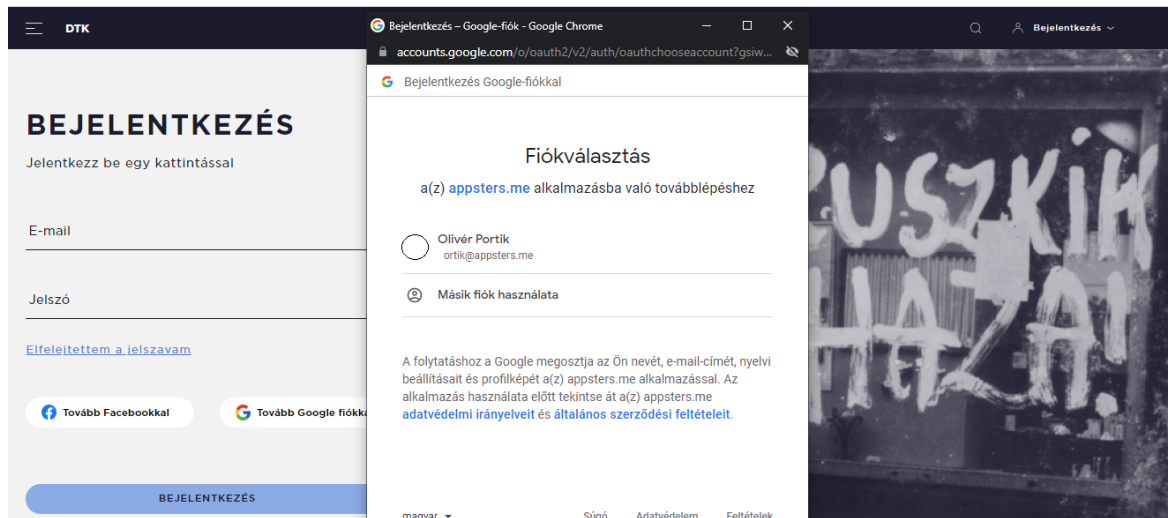 DTK
BEJELENTKEZÉS
Jelentkezz be egy kattintással
E-mail
Jelszó
Elfelejtettem a jelszavam
Tovább Facebookkal
Tovább Google fiókka
BEJELENTKEZÉS
Bejelentkezés – Google-fiók - Google Chrome
accounts.google.com/o/oauth2/v2/auth/oauthchooseaccount?gsiw...
Bejelentkezés Google-fiókkal
Fiókválasztás
a(z) appsters.me alkalmazásba való továbblépéshez
Olivér Portik
ortik@appsters.me
Másik fiók használata
A folytatáshoz a Google megosztja az Ön nevét, e-mail-címét, nyelvi
beállításait és profilképét a(z) appsters.me alkalmazással. Az
alkalmazás használata előtt tekintse át a(z) appsters.me
adatvédelmi irányelveit és általános szerződési feltételeit.
magyar
Súgó Adatvédelem Feltételek
Bejelentkezés
RUSZKIK
HAZA!